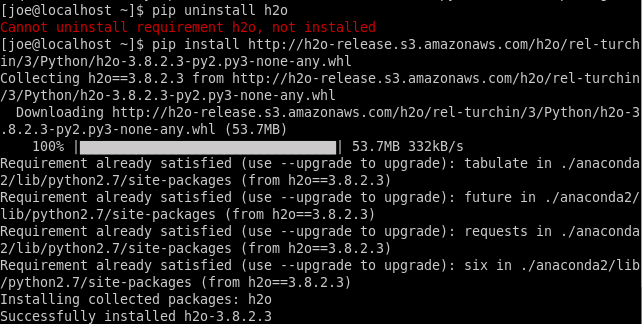 [joe@localhost ~]$ pip uninstall h2o
Cannot uninstall requirement h2o, not installed
[joe@localhost ~]$ pip install http://h2o-release.s3.amazonaws.com/h2o/rel-turch
in/3/Python/h2o-3.8.2.3-py2.py3-none-any.whl
Collecting h2o==3.8.2.3 from http://h2o-release.s3.amazonaws.com/h2o/rel-turchin
/3/Python/h2o-3.8.2.3-py2.py3-none-any.whl
  Downloading http://h2o-release.s3.amazonaws.com/h2o/rel-turchin/3/Python/h2o-3
.8.2.3-py2.py3-none-any.whl (53.7MB)
    100% |████████████████████████████████| 53.7MB 332kB/s
Requirement already satisfied (use --upgrade to upgrade): tabulate in ./anaconda
2/lib/python2.7/site-packages (from h2o==3.8.2.3)
Requirement already satisfied (use --upgrade to upgrade): future in ./anaconda2/
lib/python2.7/site-packages (from h2o==3.8.2.3)
Requirement already satisfied (use --upgrade to upgrade): requests in ./anaconda
2/lib/python2.7/site-packages (from h2o==3.8.2.3)
Requirement already satisfied (use --upgrade to upgrade): six in ./anaconda2/lib
/python2.7/site-packages (from h2o==3.8.2.3)
Installing collected packages: h2o
Successfully installed h2o-3.8.2.3